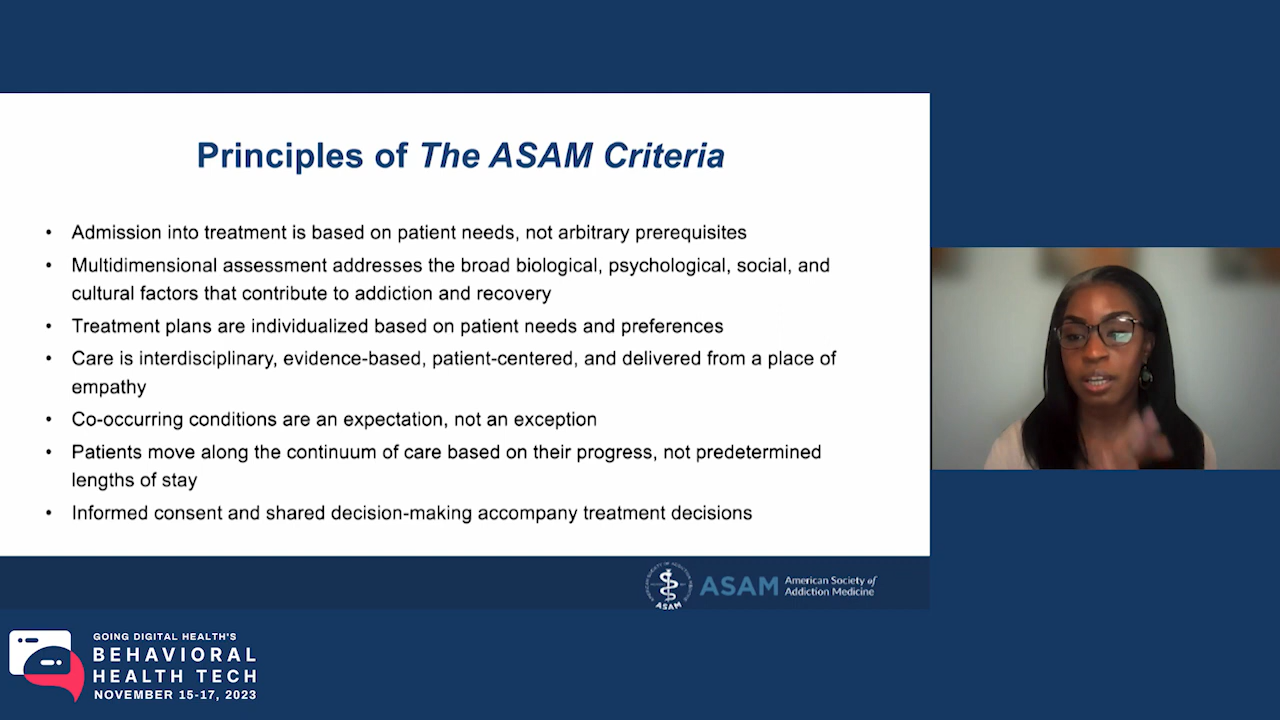 Principles of The ASAM Criteria
• Admission into treatment is based on patient needs, not arbitrary prerequisites
• Multidimensional assessment addresses the broad biological, psychological, social, and
cultural factors that contribute to addiction and recovery
• Treatment plans are individualized based on patient needs and preferences
• Care is interdisciplinary, evidence-based, patient-centered, and delivered from a place of
empathy
• Co-occurring conditions are an expectation, not an exception
• Patients move along the continuum of care based on their progress, not predetermined
lengths of stay
• Informed consent and shared decision-making accompany treatment decisions
ASAM
ASAM
American Society of
Addiction Medicine
GOING DIGITAL HEALTH'S
BEHAVIORAL
HEALTH TECH
NOVEMBER 15-17, 2023